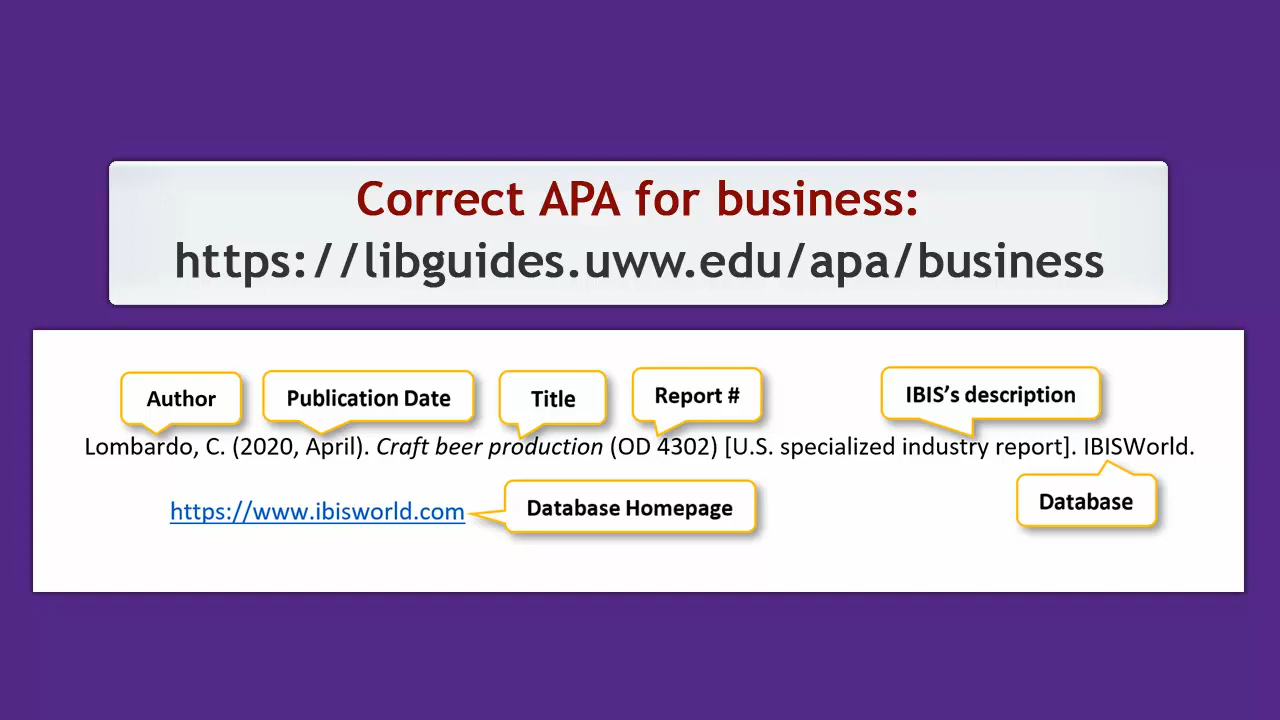 Correct APA for business:
https://libguides.uww.edu/apa/business
Author
Publication Date
Title
Report #
IBIS's description
Lombardo, C. (2020, April). Craft beer production (OD 4302) [U.S. specialized industry report]. IBISWorld.
Database
https://www.ibisworld.com
Database Homepage